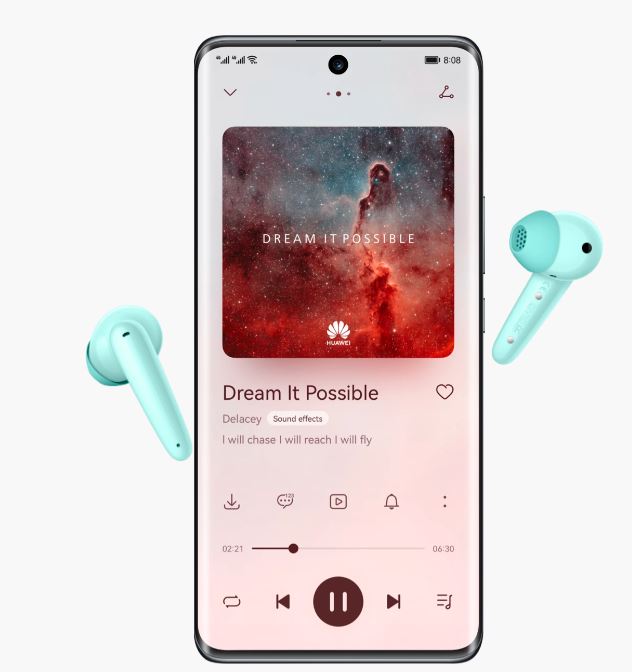 8:08
DREAM IT POSSIBLE
HUAWEI
Dream It Possible
Delacey Sound effects
I will chase I will reach I will fly
123
02:21 06:30